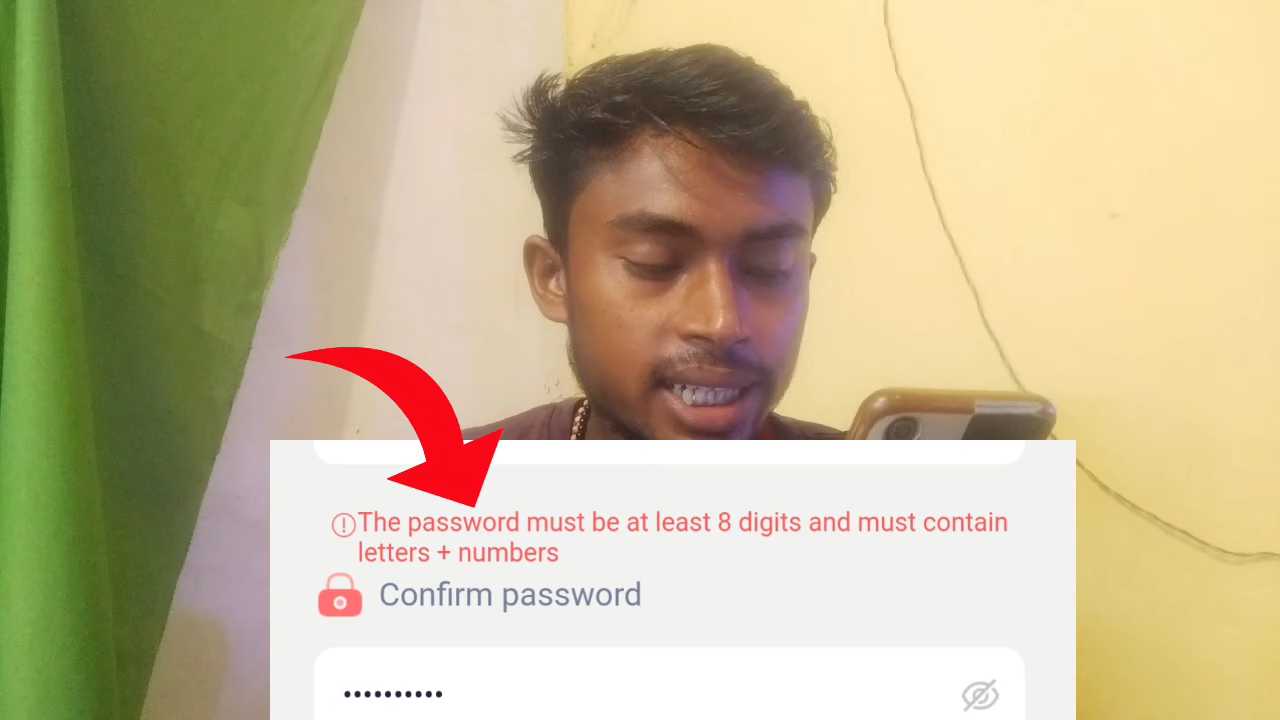 The password must be at least 8 digits and must contain
letters + numbers
Confirm password
••••••••••